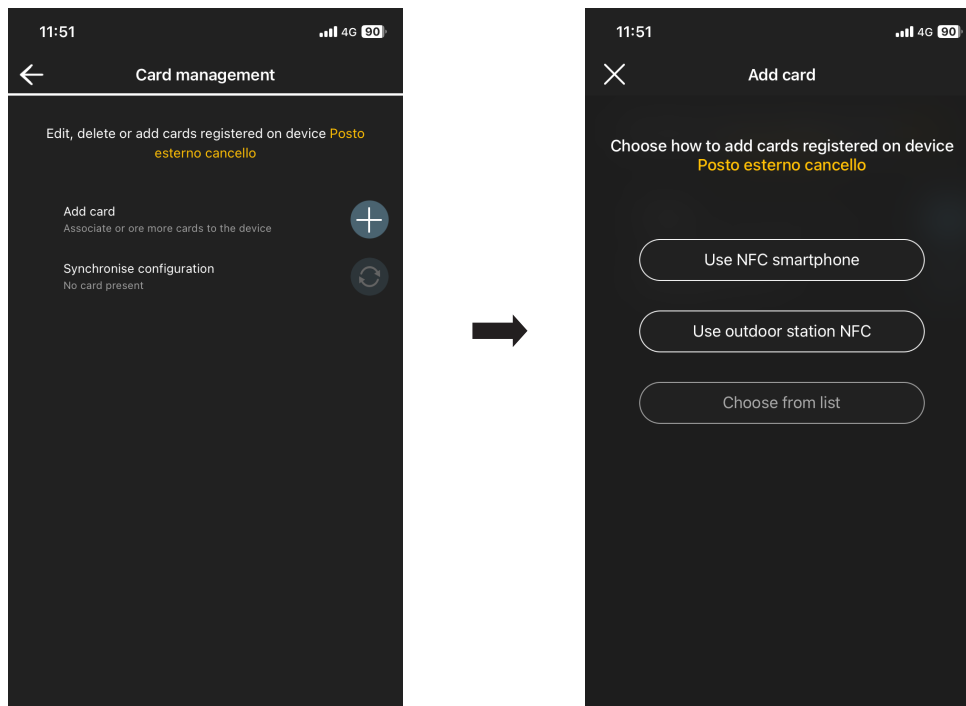 11:51
4G 90
Card management
Edit, delete or add cards registered on device Posto
esterno cancello
Add card
Associate or ore more cards to the device
Synchronise configuration
No card present
11:51
4G 90
Add card
Choose how to add cards registered on device
Posto esterno cancello
Use NFC smartphone
Use outdoor station NFC
Choose from list